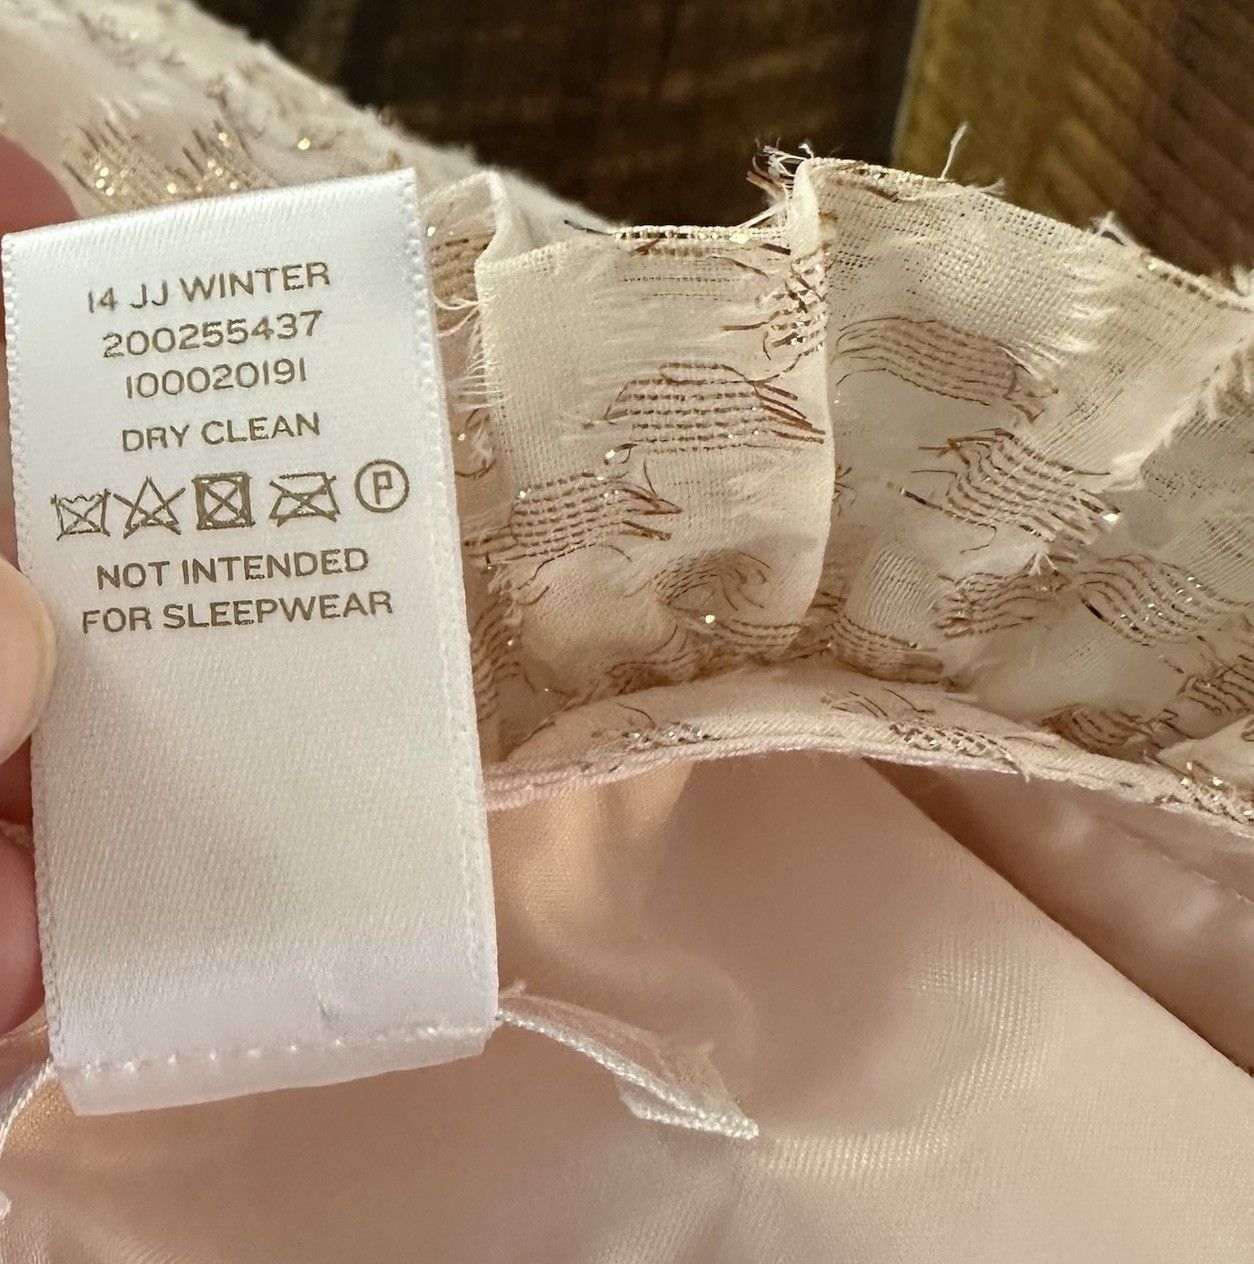 14 JJ WINTER
200255437
100020191
DRY CLEAN
P
NOT INTENDED
FOR SLEEPWEAR